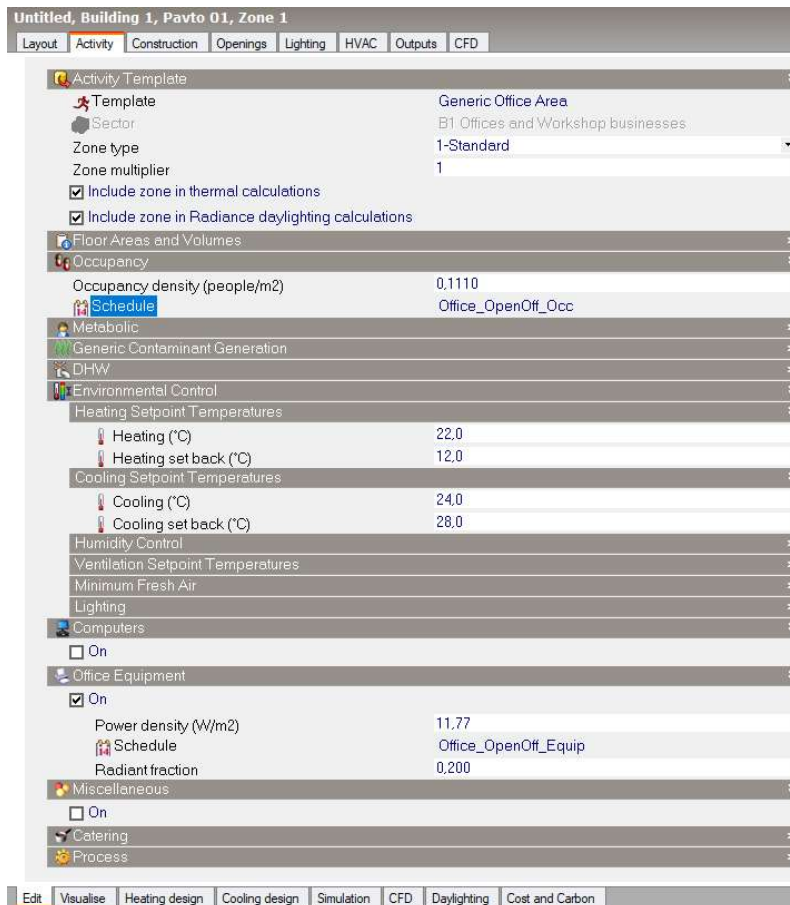 Untitled, Building 1, Pavto 01, Zone 1
Layout Activity Construction Openings Lighting HVAC Outputs CFD
Activity Template
Template Generic Office Area
Sector B1 Offices and Workshop businesses
Zone type 1-Standard
Zone multiplier 1
Include zone in thermal calculations
Include zone in Radiance daylighting calculations
Floor Areas and Volumes
Occupancy
Occupancy density (people/m2) 0,1110
14 Schedule Office_OpenOff_Occ
Metabolic
Generic Contaminant Generation
DHW
Environmental Control
Heating Setpoint Temperatures
Heating (°C) 22,0
Heating set back (°C) 12,0
Cooling Setpoint Temperatures
Cooling (°C) 24,0
Cooling set back (°C) 28,0
Humidity Control
Ventilation Setpoint Temperatures
Minimum Fresh Air
Lighting
Computers
On
Office Equipment
On
Power density (W/m2) 11,77
14 Schedule Office_OpenOff_Equip
Radiant fraction 0,200
Miscellaneous
On
Catering
Process
Edit Visualise Heating design Cooling design Simulation CFD Daylighting Cost and Carbon